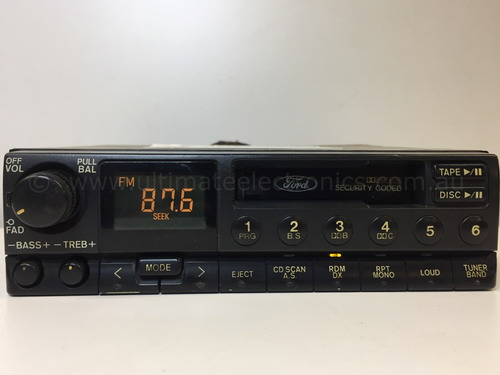 OFF
VOL
PULL
BAL
FAD
−BASS+ −TREB+
FM
87.6
SEEK
Ford
SECURITY CODED
TAPE ►/II
DISC ►/II
1 2 3 4 5 6
PRG B.S B C
< MODE >
EJECT
CD SCAN
A.S
RDM
DX
RPT
MONO
LOUD
TUNER
BAND
© www.ultimateelectronics.com.au